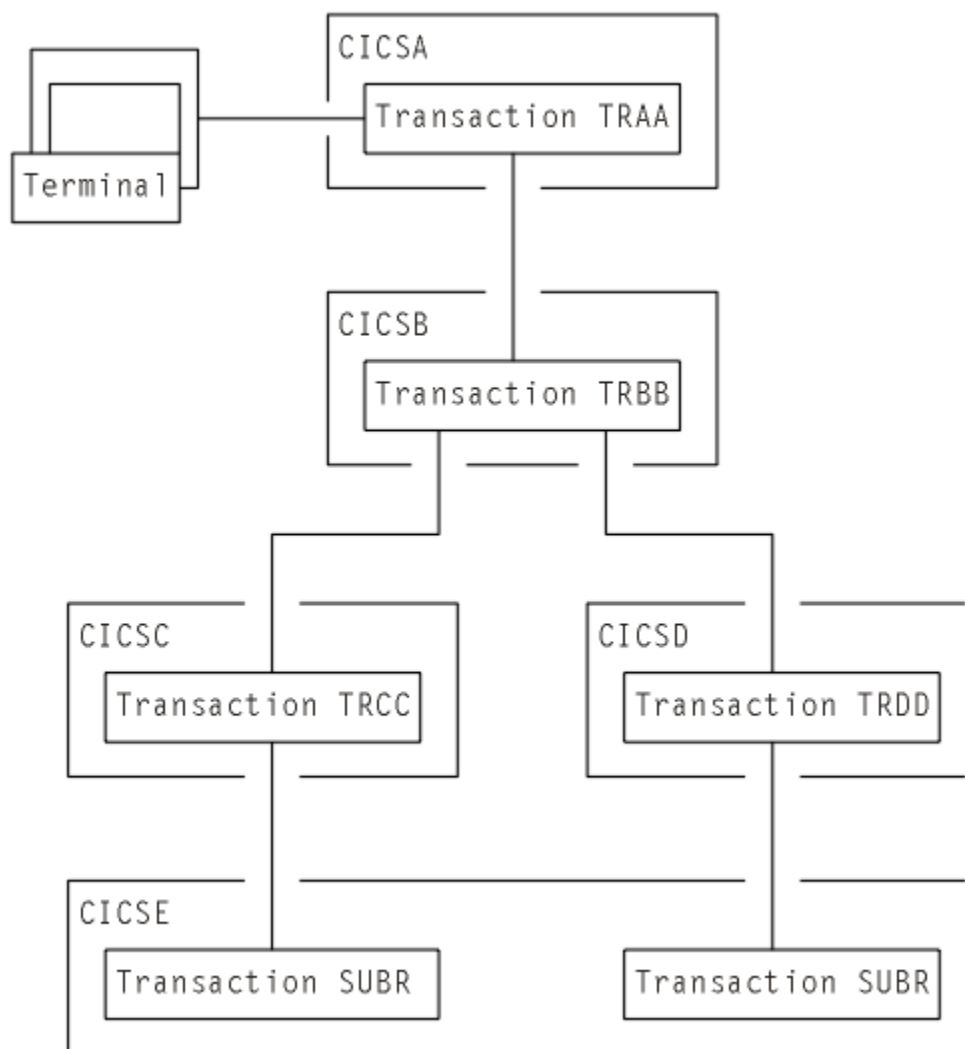 CICSA
Transaction TRAA
Terminal
CICSB
Transaction TRBB
CICSC
CICSD
Transaction TRCC
Transaction TRDD
CICSE
Transaction SUBR
Transaction SUBR